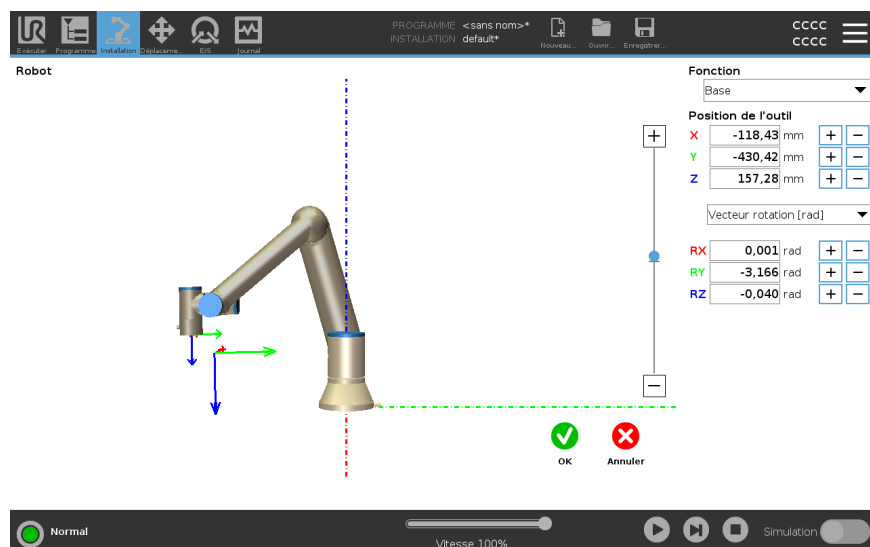 PROGRAMME <sans nom>*
INSTALLATION default*
Exécuter Programme Installation Déplaceme... E/S Journal
Nouveau... Ouvrir... Enregistrer...
cccc
cccc
Robot
Fonction
Base
Position de l'outil
X -118,43 mm + −
Y -430,42 mm + −
Z 157,28 mm + −
Vecteur rotation [rad]
RX 0,001 rad + −
RY -3,166 rad + −
RZ -0,040 rad + −
OK Annuler
Normal
Vitesse 100%
Simulation